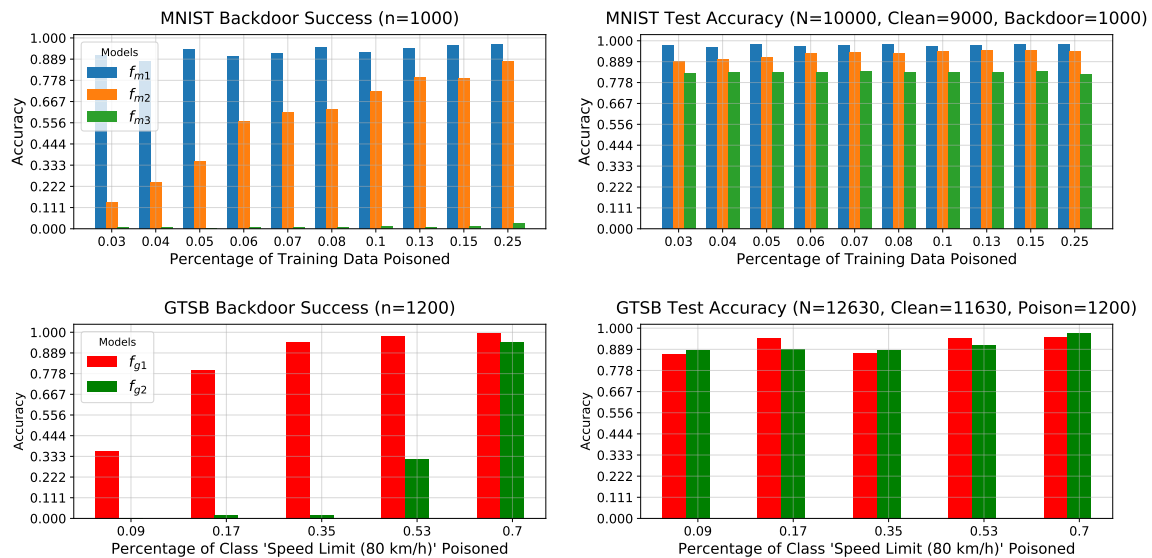 MNIST Backdoor Success (n=1000)
Accuracy
1.000
0.889
0.778
0.667
0.556
0.444
0.333
0.222
0.111
0.000
Models
f_m1
f_m2
f_m3
0.03 0.04 0.05 0.06 0.07 0.08 0.1 0.13 0.15 0.25
Percentage of Training Data Poisoned
MNIST Test Accuracy (N=10000, Clean=9000, Backdoor=1000)
Accuracy
1.000
0.889
0.778
0.667
0.556
0.444
0.333
0.222
0.111
0.000
0.03 0.04 0.05 0.06 0.07 0.08 0.1 0.13 0.15 0.25
Percentage of Training Data Poisoned
GTSB Backdoor Success (n=1200)
Accuracy
1.000
0.889
0.778
0.667
0.556
0.444
0.333
0.222
0.111
0.000
Models
f_g1
f_g2
0.09 0.17 0.35 0.53 0.7
Percentage of Class 'Speed Limit (80 km/h)' Poisoned
GTSB Test Accuracy (N=12630, Clean=11630, Poison=1200)
Accuracy
1.000
0.889
0.778
0.667
0.556
0.444
0.333
0.222
0.111
0.000
0.09 0.17 0.35 0.53 0.7
Percentage of Class 'Speed Limit (80 km/h)' Poisoned